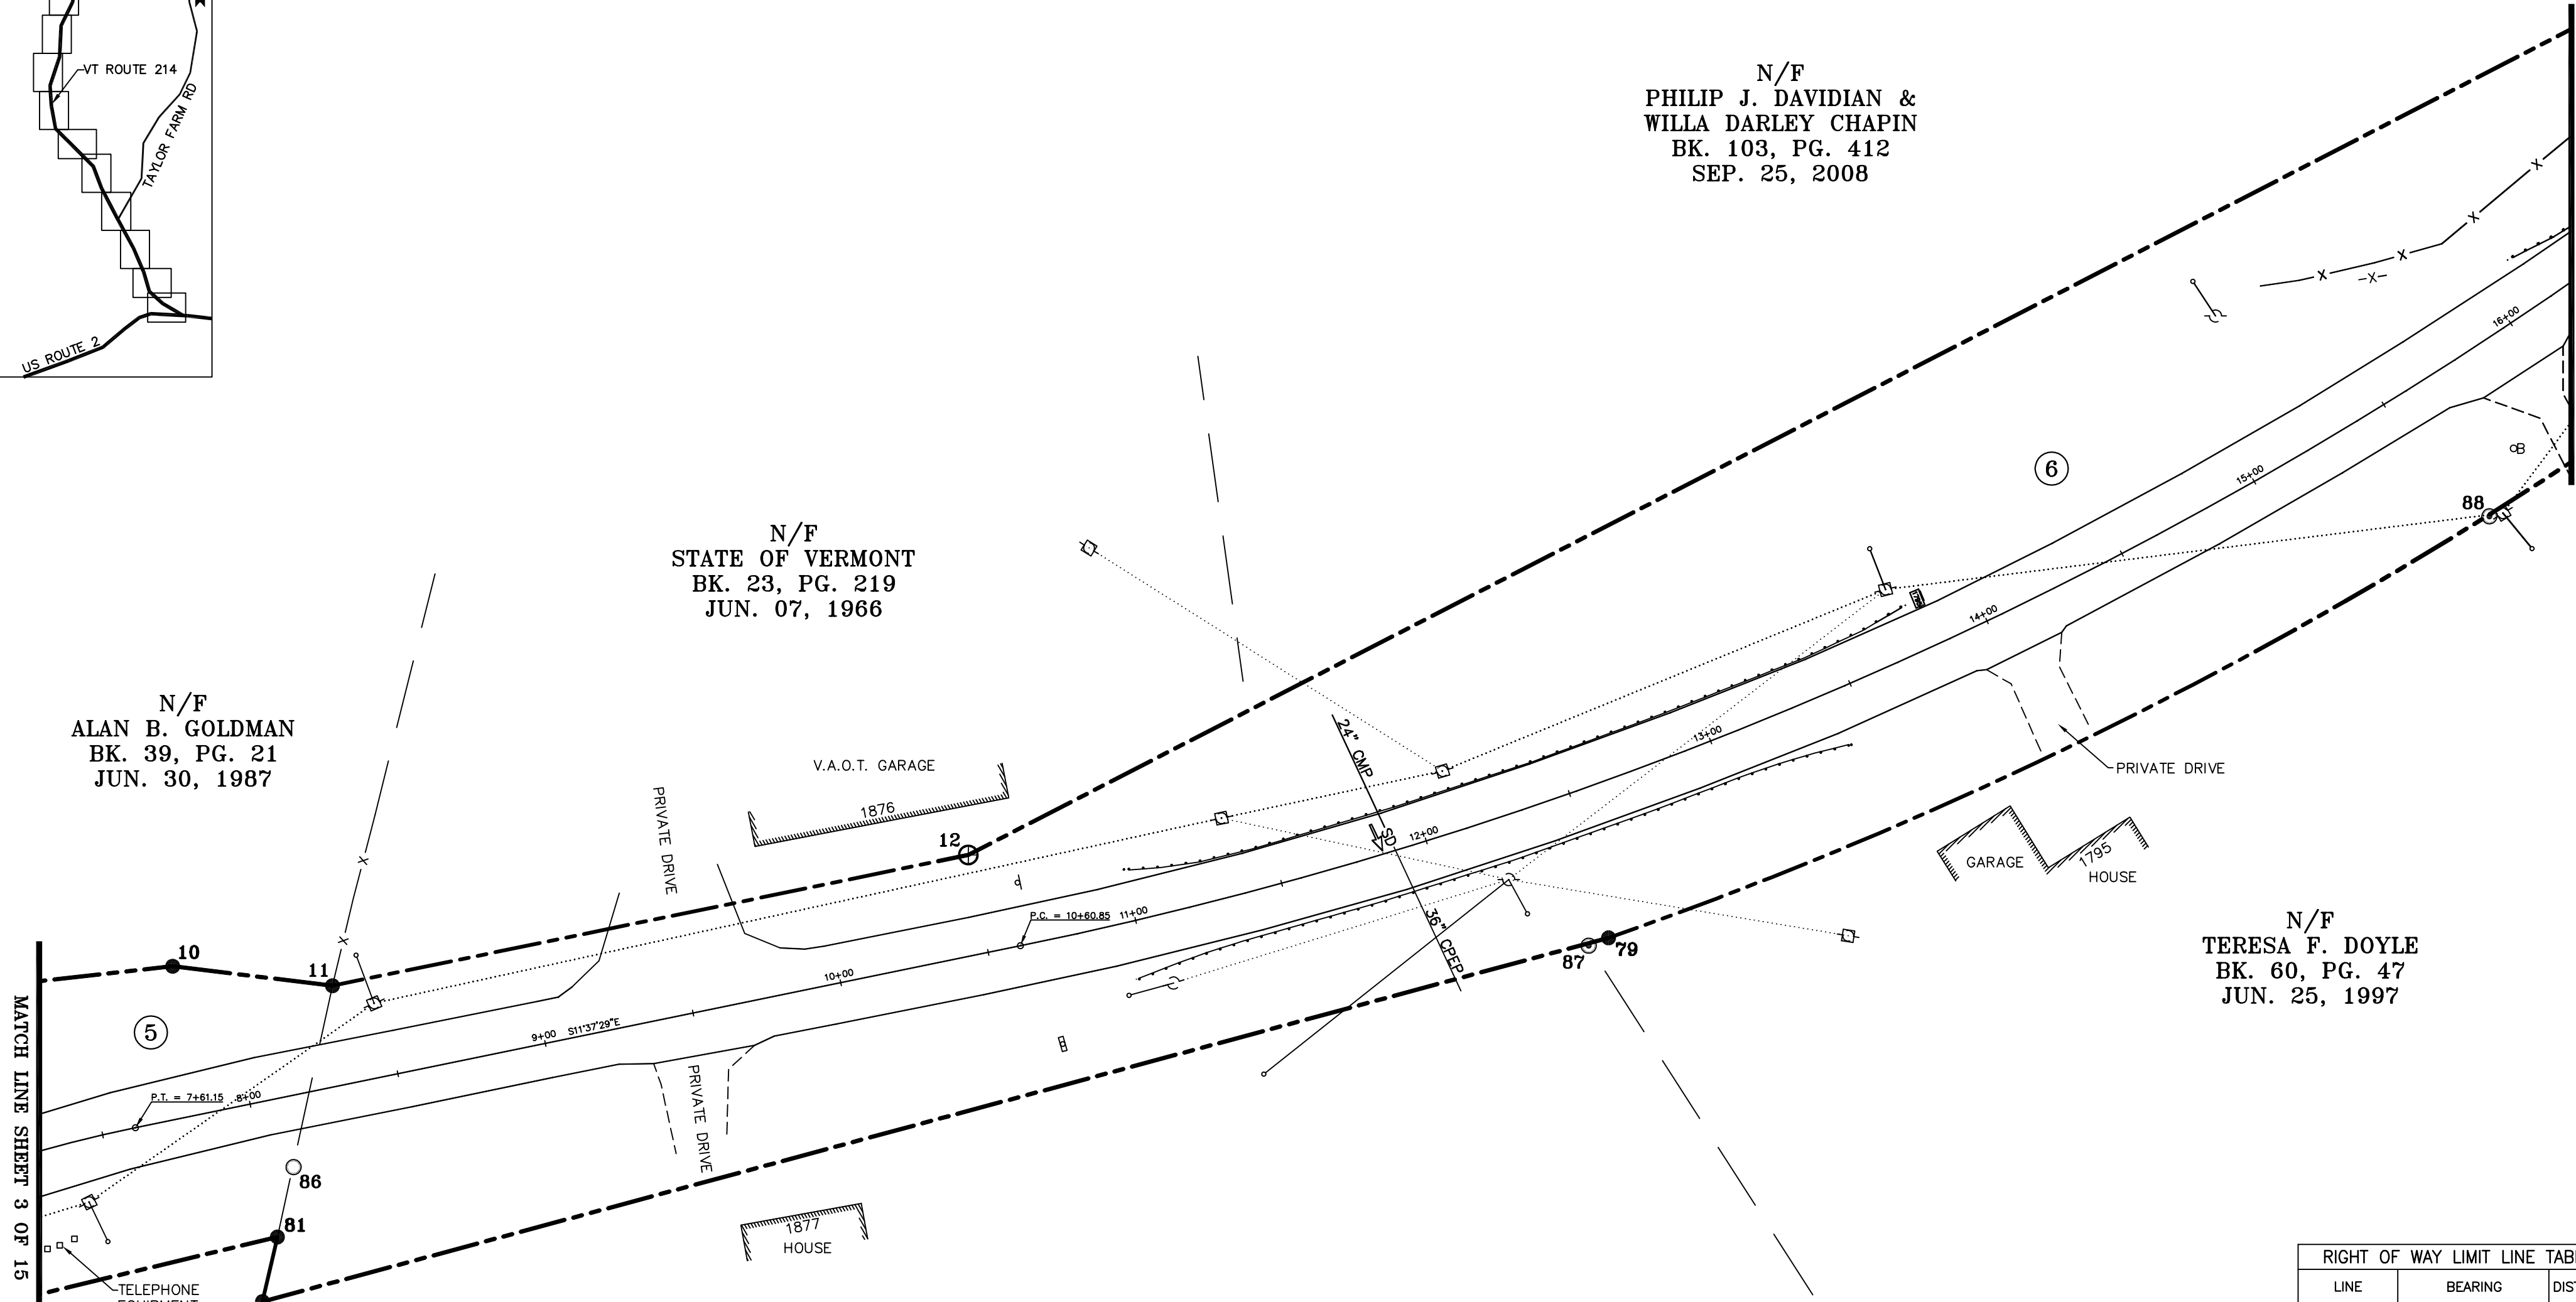 VT ROUTE 214
TAYLOR FARM RD
US ROUTE 2
N/F
PHILIP J. DAVIDIAN &
WILLA DARLEY CHAPIN
BK. 103, PG. 412
SEP. 25, 2008
X
X
X
X
-X-
16+00
15+00
14+00
13+00
12+00
11+00
10+00
9+00 S11°37'29"E
8+00
6
B
88
N/F
STATE OF VERMONT
BK. 23, PG. 219
JUN. 07, 1966
N/F
ALAN B. GOLDMAN
BK. 39, PG. 21
JUN. 30, 1987
V.A.O.T. GARAGE
1876
PRIVATE DRIVE
12
24" CMP
SD
36" CPEP
P.C. = 10+60.85
PRIVATE DRIVE
GARAGE
1795
HOUSE
N/F
TERESA F. DOYLE
BK. 60, PG. 47
JUN. 25, 1997
X
X
10
11
5
87
79
P.T. = 7+61.15
PRIVATE DRIVE
86
81
1877
HOUSE
MATCH LINE SHEET 3 OF 15
TELEPHONE
EQUIPMENT
RIGHT OF WAY LIMIT LINE TAB
LINE
BEARING
DIS